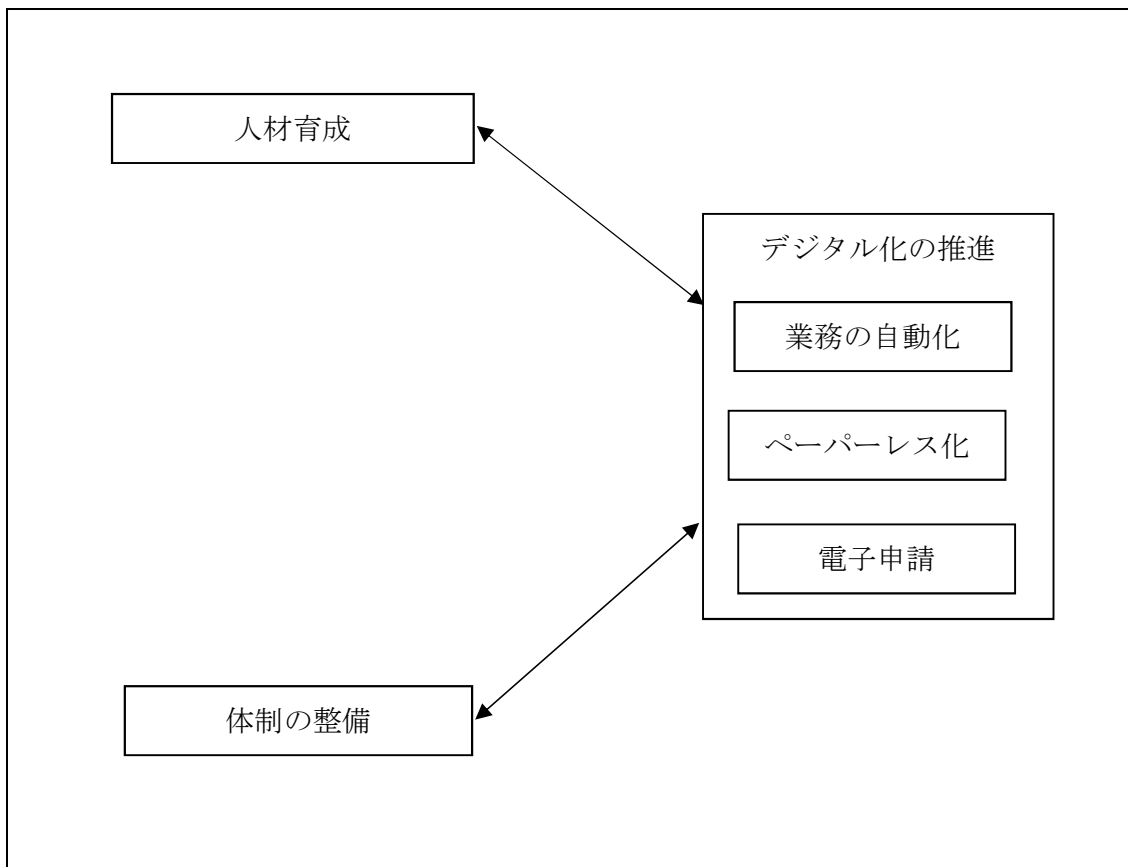 人材育成
デジタル化の推進
業務の自動化
ペーパーレス化
電子申請
体制の整備